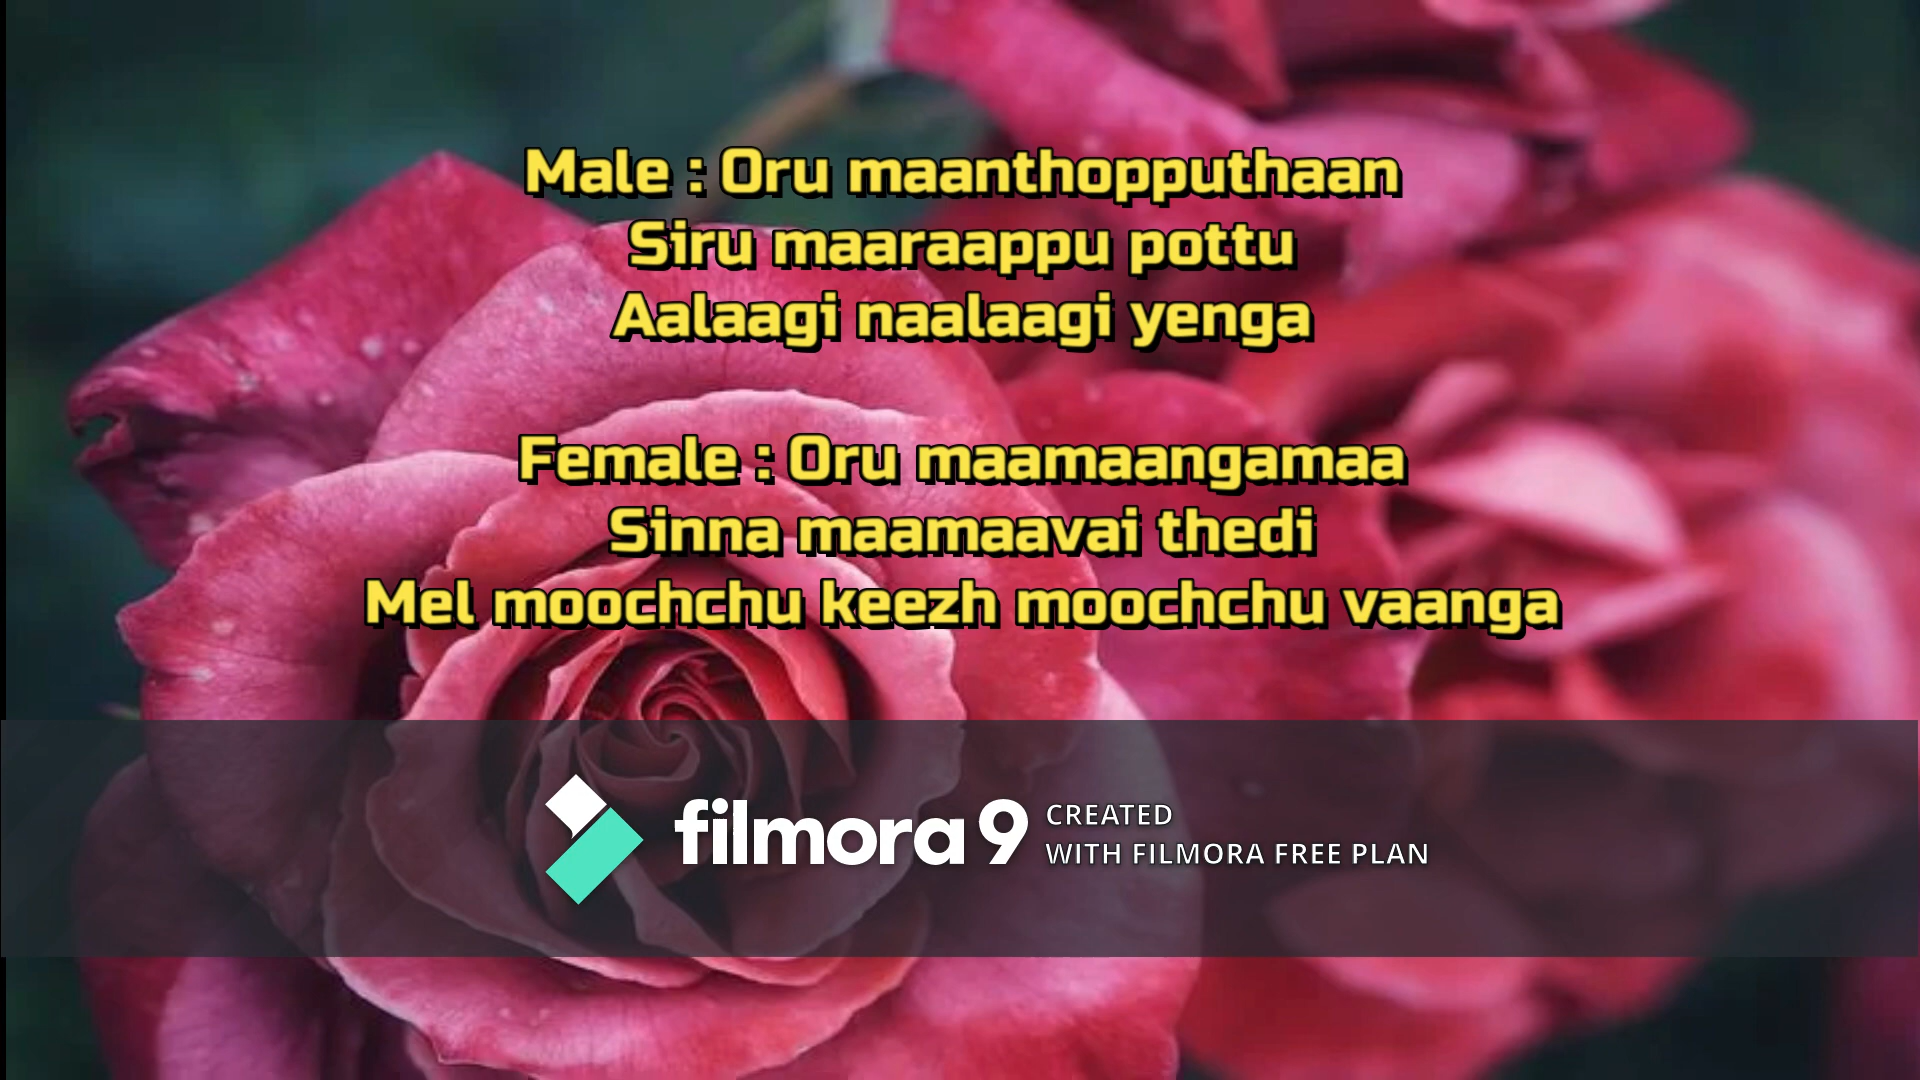 Male : Oru maanthopputhaan
Siru maaraappu pottu
Aalaagi naalaagi yenga
Female : Oru maamaangamaa
Sinna maamaavai thedi
Mel moochchu keezh moochchu vaanga
filmora 9
CREATED
WITH FILMORA FREE PLAN